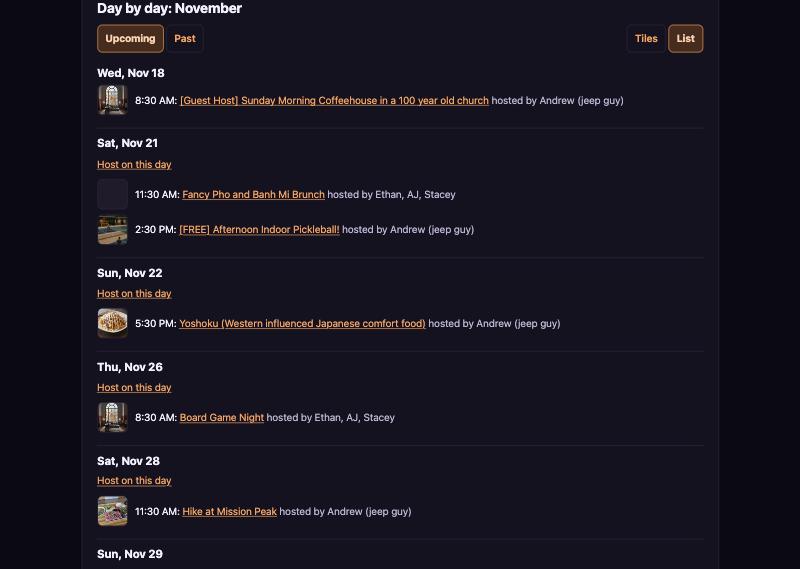 Day by day: November
Upcoming Past Tiles List
Wed, Nov 18
8:30 AM: [Guest Host] Sunday Morning Coffeehouse in a 100 year old church hosted by Andrew (jeep guy)
Sat, Nov 21
Host on this day
11:30 AM: Fancy Pho and Banh Mi Brunch hosted by Ethan, AJ, Stacey
2:30 PM: [FREE] Afternoon Indoor Pickleball! hosted by Andrew (jeep guy)
Sun, Nov 22
Host on this day
5:30 PM: Yoshoku (Western influenced Japanese comfort food) hosted by Andrew (jeep guy)
Thu, Nov 26
Host on this day
8:30 AM: Board Game Night hosted by Ethan, AJ, Stacey
Sat, Nov 28
Host on this day
11:30 AM: Hike at Mission Peak hosted by Andrew (jeep guy)
Sun, Nov 29